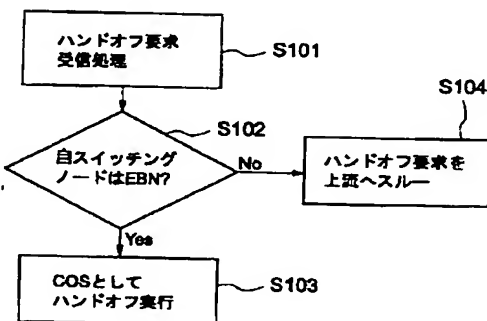 ハンドオフ要求
受信処理
S101
S104
S102
自スイッチング
ノードはEBN?
No
ハンドオフ要求を
上流へスルー
Yes
COSとして
ハンドオフ実行
S103